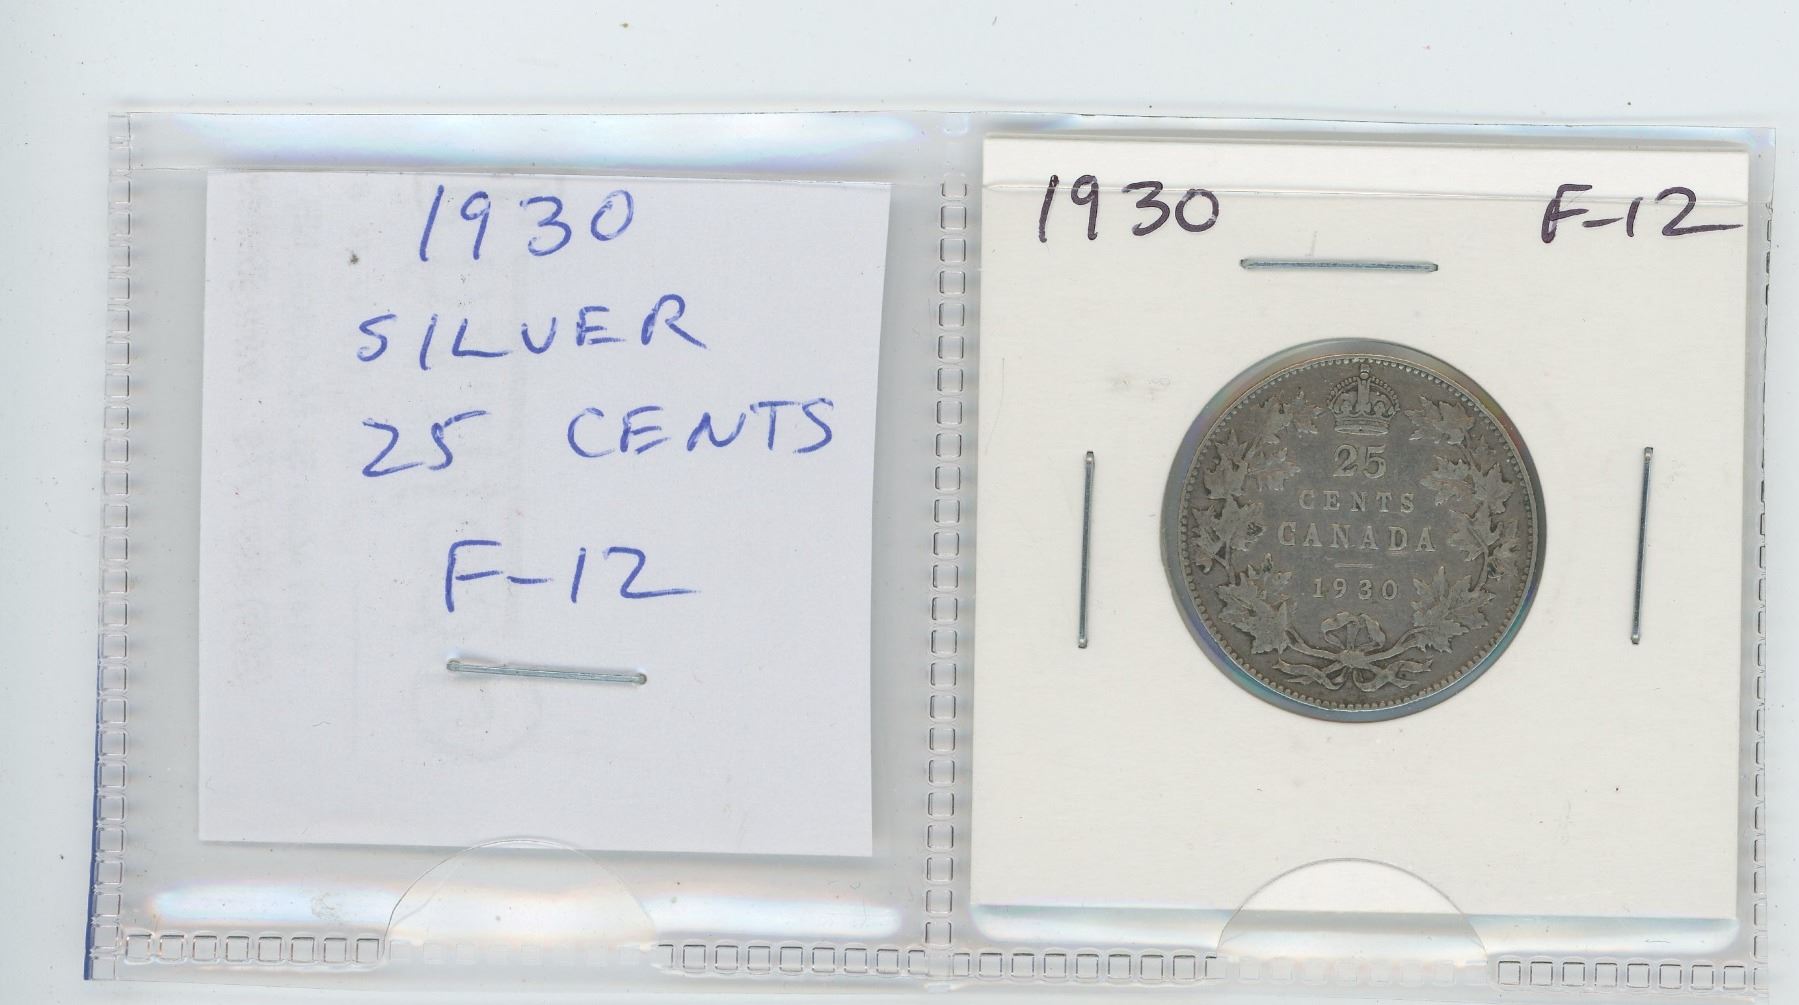 1930
SILVER
25 CENTS
F-12
1930 F-12
25
CENTS
CANADA
1930